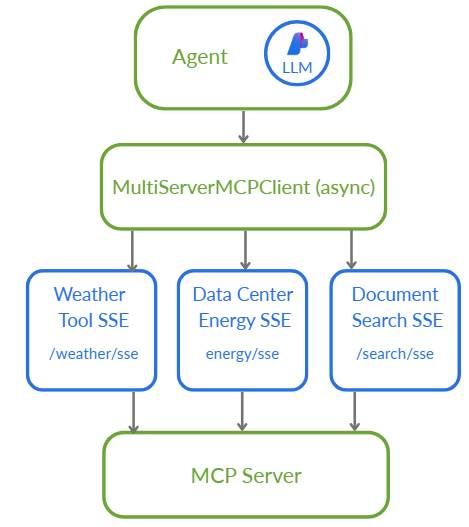 Agent
LLM
MultiServerMCPClient (async)
Weather
Tool SSE
/weather/sse
Data Center
Energy SSE
energy/sse
Document
Search SSE
/search/sse
MCP Server